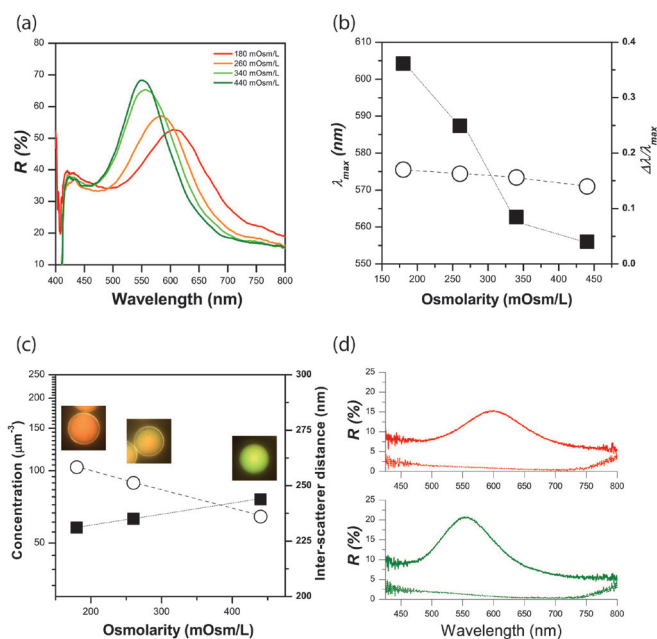 (a)
R (%)
80
70
60
50
40
30
20
10
180 mOsm/L
260 mOsm/L
340 mOsm/L
440 mOsm/L
400 450 500 550 600 650 700 750 800
Wavelength (nm)
(b)
λmax (nm)
610
600
590
580
570
560
550
0.4
0.3
0.2
0.1
0.0
Δλ/λmax
150 200 250 300 350 400 450
Osmolarity (mOsm/L)
(c)
Concentration (μm-3)
250
200
150
100
50
300
275
250
225
200
Inter-scatterer distance (nm)
200 300 400
Osmolarity (mOsm/L)
(d)
R (%)
25
20
15
10
5
0
450 500 550 600 650 700 750 800
R (%)
25
20
15
10
5
0
450 500 550 600 650 700 750 800
Wavelength (nm)